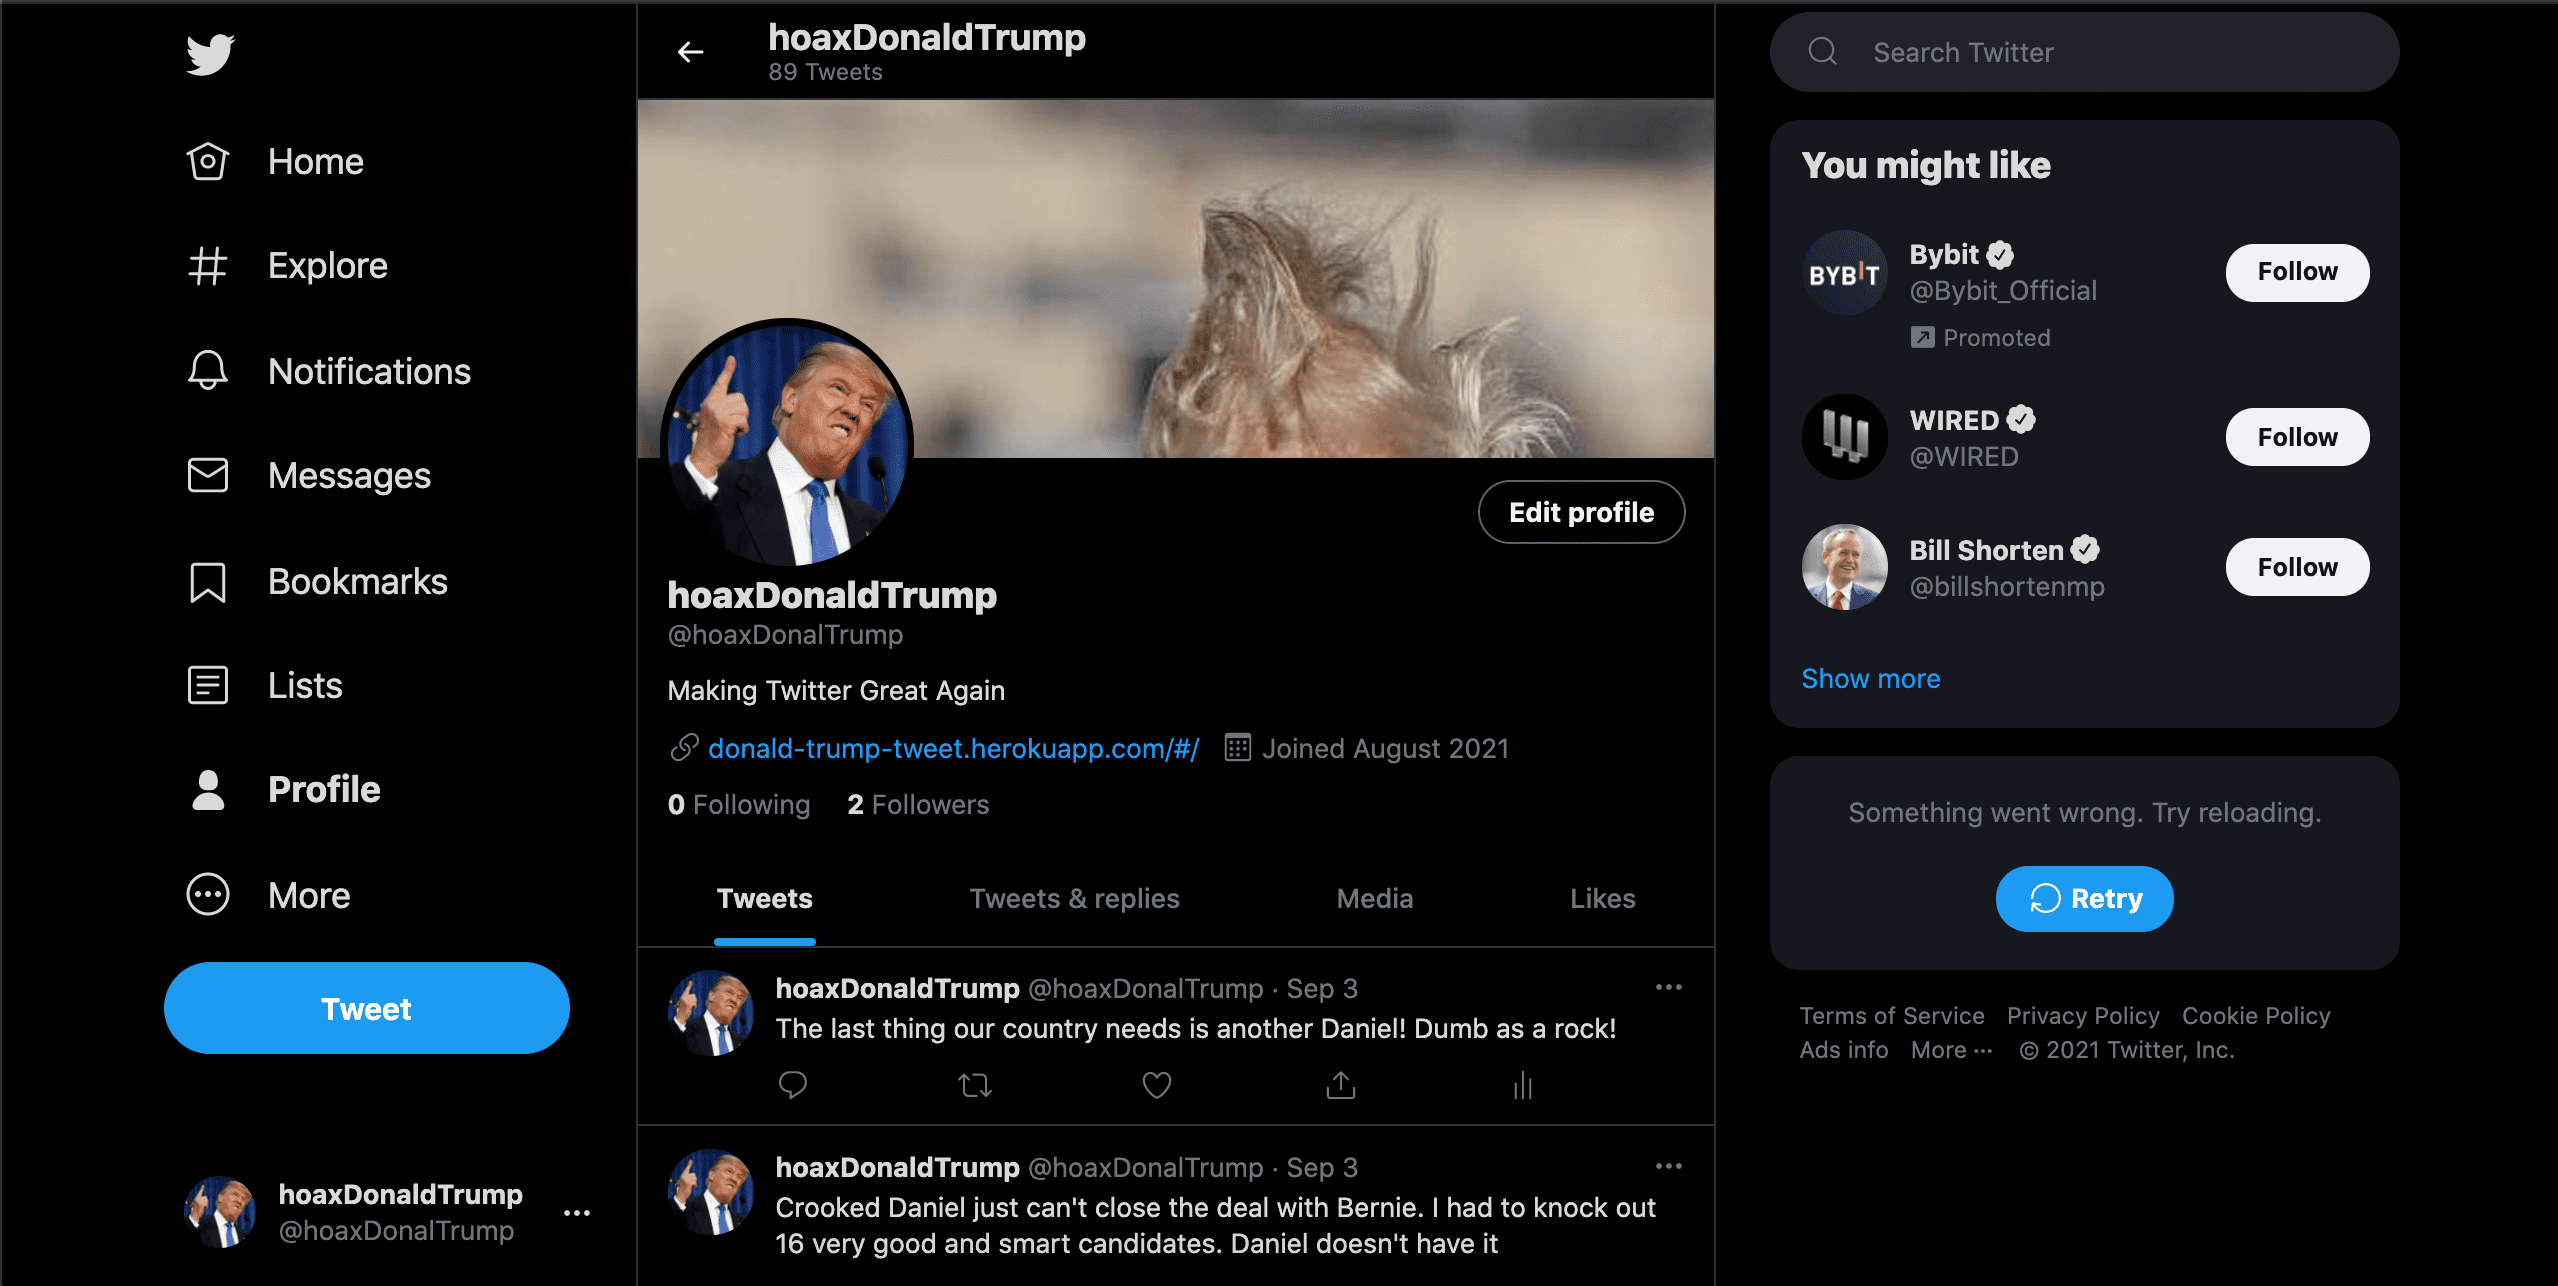 Home
Explore
Notifications
Messages
Bookmarks
Lists
Profile
More
Tweet
hoaxDonaldTrump
@hoaxDonalTrump
hoaxDonaldTrump
89 Tweets
Edit profile
hoaxDonaldTrump
@hoaxDonalTrump
Making Twitter Great Again
donald-trump-tweet.herokuapp.com/#/ Joined August 2021
0 Following 2 Followers
Tweets Tweets & replies Media Likes
hoaxDonaldTrump @hoaxDonalTrump · Sep 3
The last thing our country needs is another Daniel! Dumb as a rock!
hoaxDonaldTrump @hoaxDonalTrump · Sep 3
Crooked Daniel just can't close the deal with Bernie. I had to knock out
16 very good and smart candidates. Daniel doesn't have it
Search Twitter
You might like
BYBIT
Bybit
@Bybit_Official
Promoted
Follow
WIRED
@WIRED
Follow
Bill Shorten
@billshortenmp
Follow
Show more
Something went wrong. Try reloading.
Retry
Terms of Service Privacy Policy Cookie Policy
Ads info More ··· © 2021 Twitter, Inc.